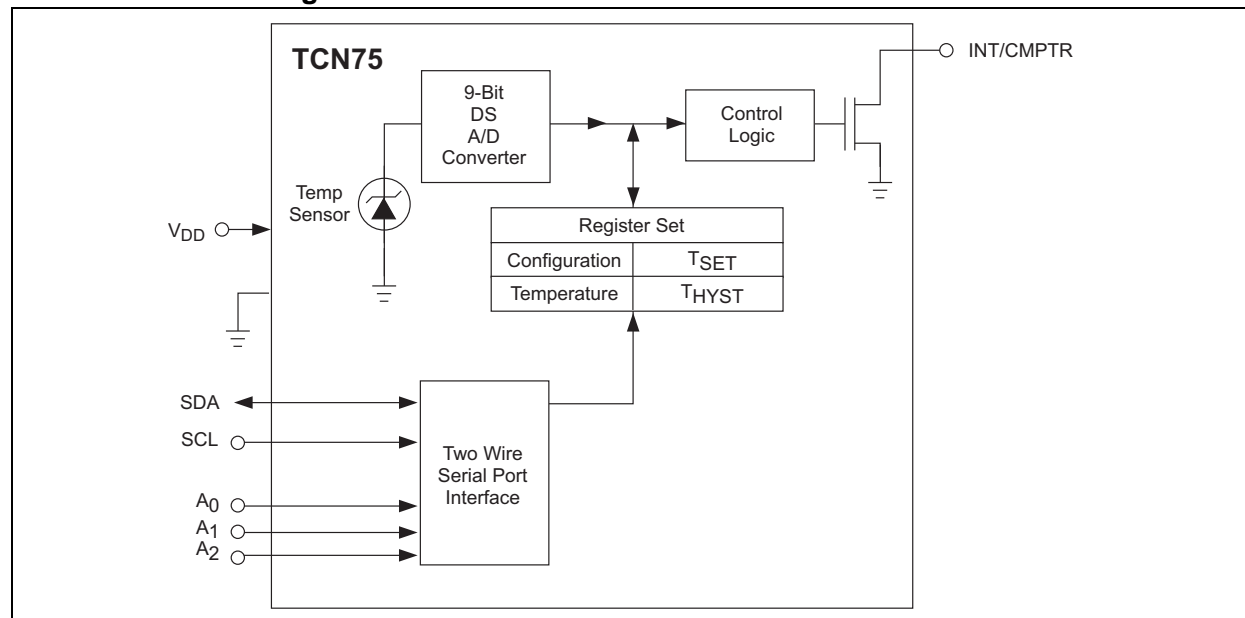 TCN75
INT/CMPTR
9-Bit
DS
A/D
Converter
Control
Logic
Temp
Sensor
VDD
Register Set
Configuration TSET
Temperature THYST
SDA
SCL
Two Wire
Serial Port
Interface
A0
A1
A2